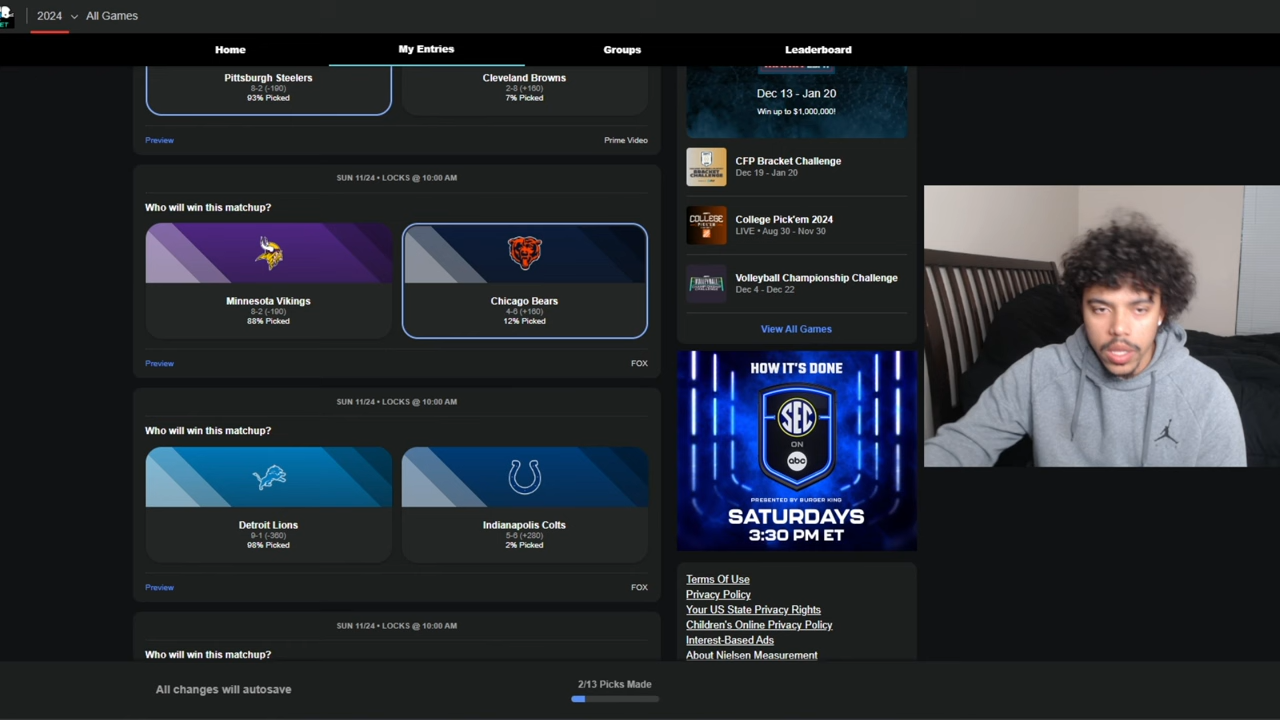 2024
All Games
Home
My Entries
Groups
Leaderboard
Pittsburgh Steelers
8-2 (-190)
93% Picked
Cleveland Browns
2-8 (+160)
7% Picked
Preview
Prime Video
SUN 11/24 • LOCKS @ 10:00 AM
Who will win this matchup?
Minnesota Vikings
8-2 (-190)
88% Picked
Chicago Bears
4-6 (+160)
12% Picked
Preview
FOX
SUN 11/24 • LOCKS @ 10:00 AM
Who will win this matchup?
Detroit Lions
9-1 (-360)
98% Picked
Indianapolis Colts
5-6 (+280)
2% Picked
Preview
FOX
SUN 11/24 • LOCKS @ 10:00 AM
Who will win this matchup?
All changes will autosave
2/13 Picks Made
Dec 13 - Jan 20
Win up to $1,000,000!
CFP Bracket Challenge
Dec 19 - Jan 20
COLLEGE
College Pick'em 2024
LIVE • Aug 30 - Nov 30
Volleyball Championship Challenge
Dec 4 - Dec 22
View All Games
HOW IT'S DONE
SEC
ON
abc
PRESENTED BY BURGER KING
SATURDAYS
3:30 PM ET
Terms Of Use
Privacy Policy
Your US State Privacy Rights
Children's Online Privacy Policy
Interest-Based Ads
About Nielsen Measurement